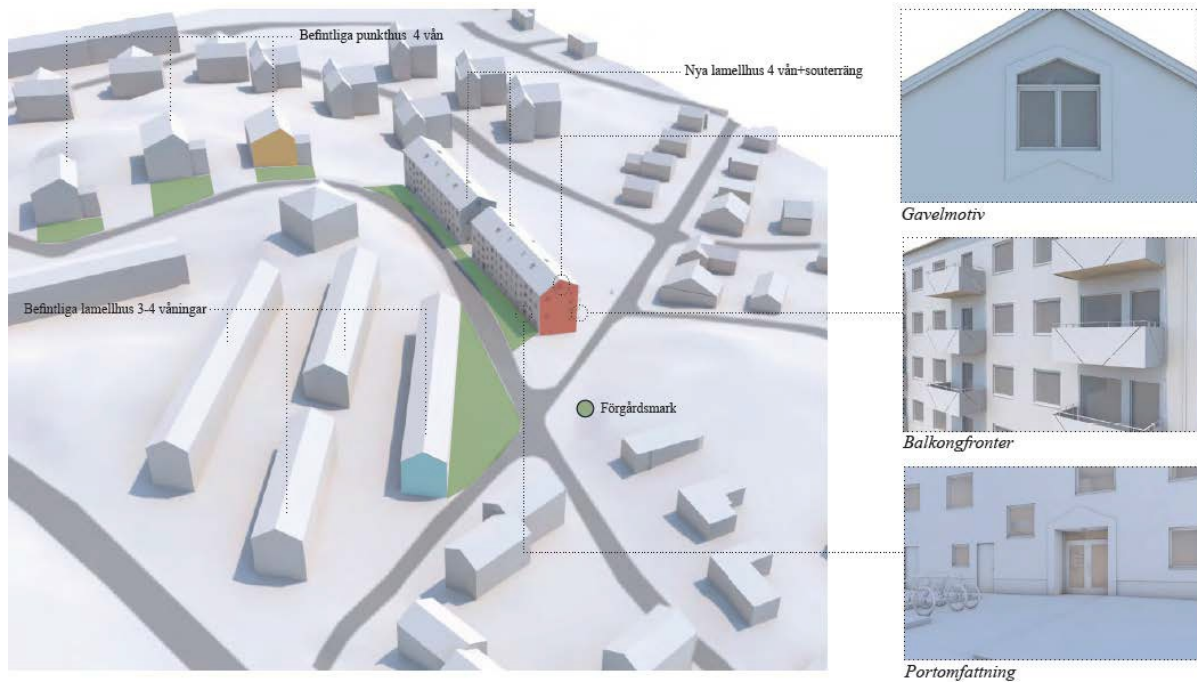 Befintliga punkthus 4 vån
Nya lamellhus 4 vån+souterräng
Befintliga lamellhus 3-4 våningar
Förgårdsmark
Gavelmotiv
Balkongfronter
Portomfattning